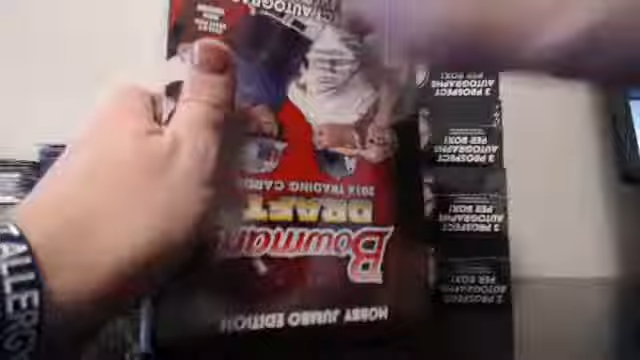 HOBBY JUMBO EDITION
Bowman
DRAFT
2014 TRADING CARDS
3 PROSPECT
AUTOGRAPHS
PER BOX!
3 PROSPECT
AUTOGRAPHS
PER BOX!
3 PROSPECT
AUTOGRAPHS
PER BOX!
3 PROSPECT
AUTOGRAPHS
PER BOX!
ALLERG